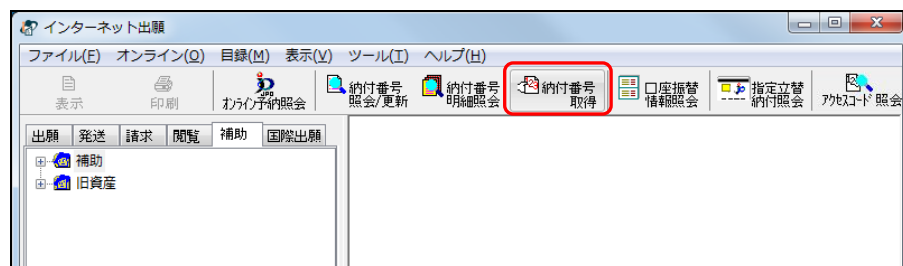 インターネット出願
ファイル(F) オンライン(O) 目録(M) 表示(V) ツール(T) ヘルプ(H)
表示
印刷
JPO
オンライン予納照会
納付番号
照会/更新
納付番号
明細照会
納付番号
取得
口座振替
情報照会
指定立替
納付照会
アクセスコード 照会
出願 発送 請求 閲覧 補助 国際出願
補助
旧資産